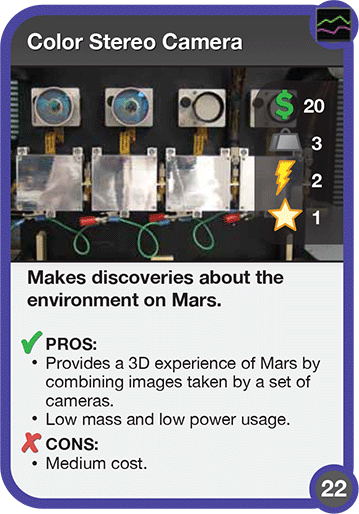 Color Stereo Camera
$ 20
3
2
1
Makes discoveries about the
environment on Mars.
PROS:
• Provides a 3D experience of Mars by
combining images taken by a set of
cameras.
• Low mass and low power usage.
CONS:
• Medium cost.
22